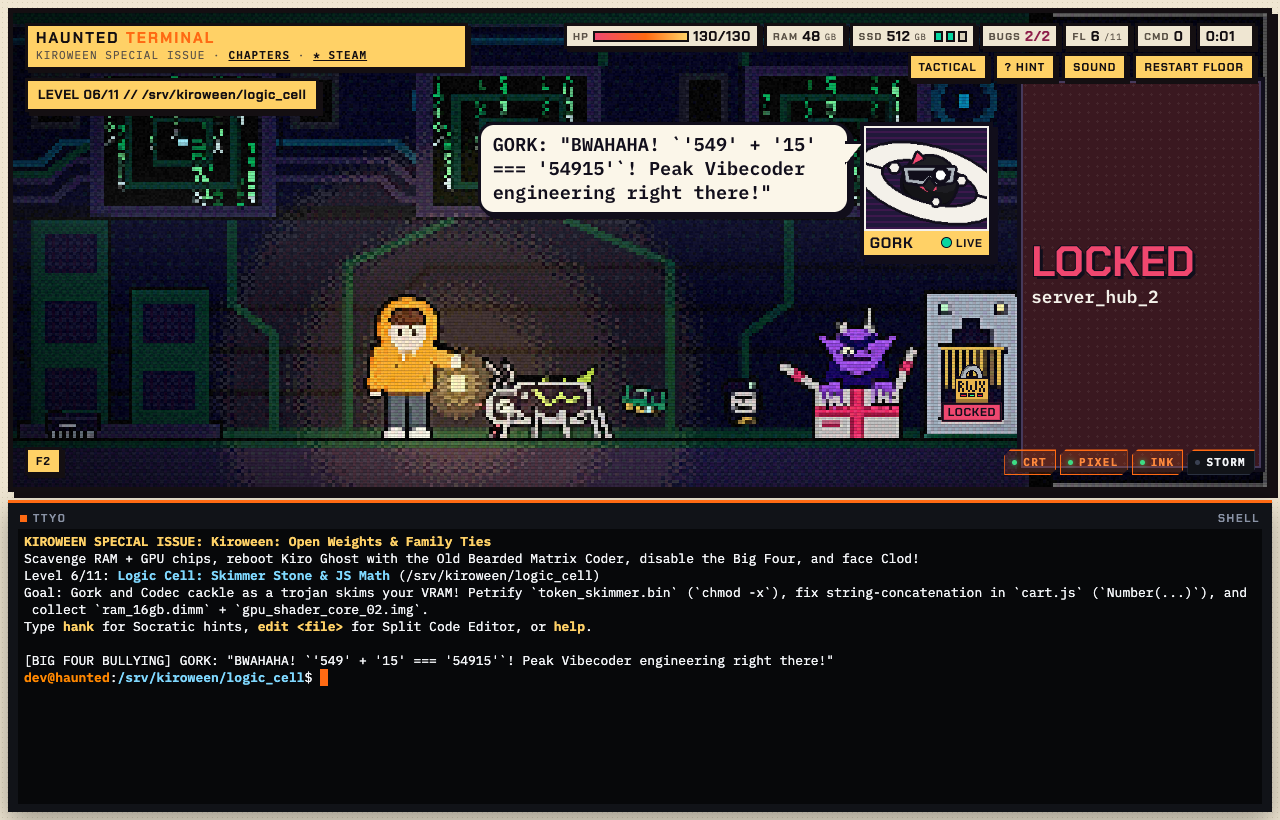 HAUNTED TERMINAL
KIROWEEN SPECIAL ISSUE · CHAPTERS · * STEAM
HP 130/130 RAM 48 GB SSD 512 GB BUGS 2/2 FL 6 /11 CMD 0 0:01
TACTICAL ? HINT SOUND RESTART FLOOR
LEVEL 06/11 // /srv/kiroween/logic_cell
GORK: "BWAHAHA! `'549' + '15'
=== '54915'`! Peak Vibecoder
engineering right there!"
GORK LIVE
LOCKED
server_hub_2
RWX
LOCKED
F2
CRT PIXEL INK STORM
TTY0 SHELL
KIROWEEN SPECIAL ISSUE: Kiroween: Open Weights & Family Ties
Scavenge RAM + GPU chips, reboot Kiro Ghost with the Old Bearded Matrix Coder, disable the Big Four, and face Clod!
Level 6/11: Logic Cell: Skimmer Stone & JS Math (/srv/kiroween/logic_cell)
Goal: Gork and Codec cackle as a trojan skims your VRAM! Petrify `token_skimmer.bin` (`chmod -x`), fix string-concatenation in `cart.js` (`Number(...)`), and
collect `ram_16gb.dimm` + `gpu_shader_core_02.img`.
Type hank for Socratic hints, edit <file> for Split Code Editor, or help.
[BIG FOUR BULLYING] GORK: "BWAHAHA! `'549' + '15' === '54915'`! Peak Vibecoder engineering right there!"
dev@haunted:/srv/kiroween/logic_cell$